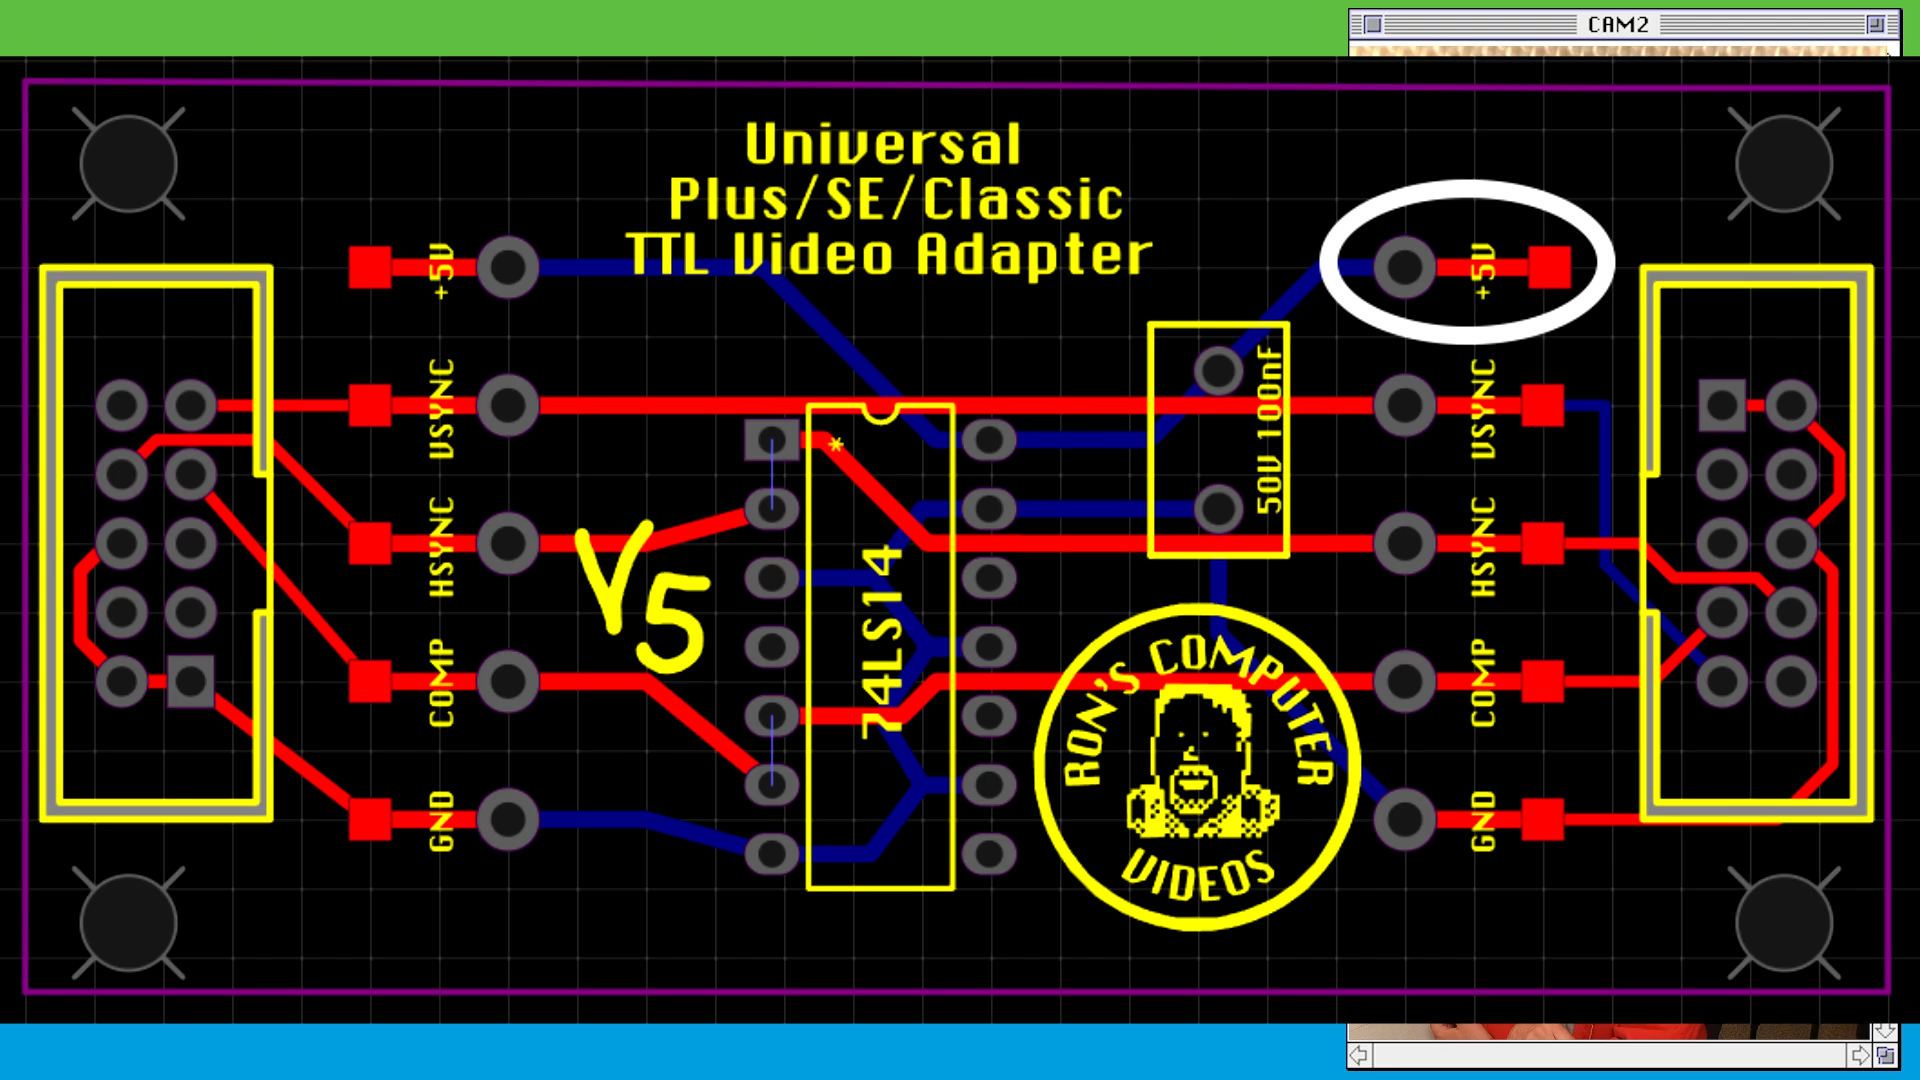 CAM2
Universal
Plus/SE/Classic
TTL Video Adapter
+5V
+5V
VSYNC
50V 100nF
VSYNC
*
HSYNC
V5
74LS14
HSYNC
COMP
RON'S COMPUTER
VIDEOS
COMP
GND
GND